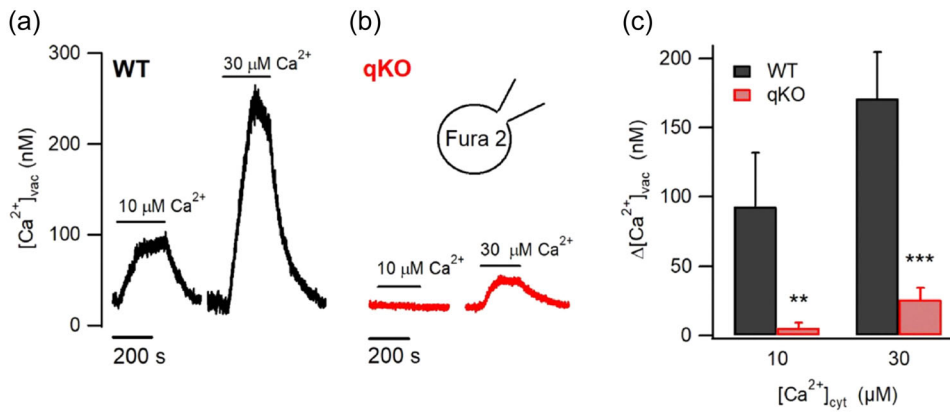 (a)
WT
30 μM Ca²⁺
10 μM Ca²⁺
300
200
100
0
[Ca²⁺]vac (nM)
200 s
(b)
qKO
Fura 2
10 μM Ca²⁺
30 μM Ca²⁺
200 s
(c)
WT
qKO
200
150
100
50
0
Δ[Ca²⁺]vac (nM)
**
***
10
30
[Ca²⁺]cyt (μM)